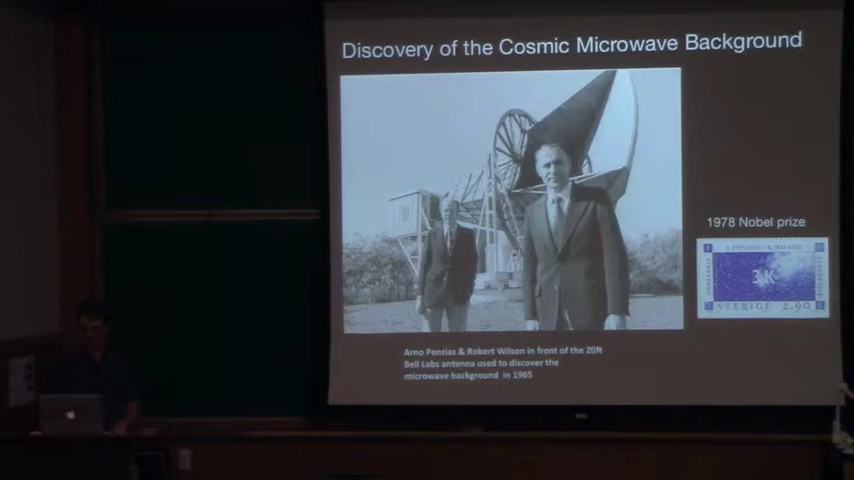 Discovery of the Cosmic Microwave Background
1978 Nobel prize
A. PENZIAS · R. WILSON
3K
SVERIGE 2.90
Arno Penzias & Robert Wilson in front of the 20ft
Bell Labs antenna used to discover the
microwave background in 1965